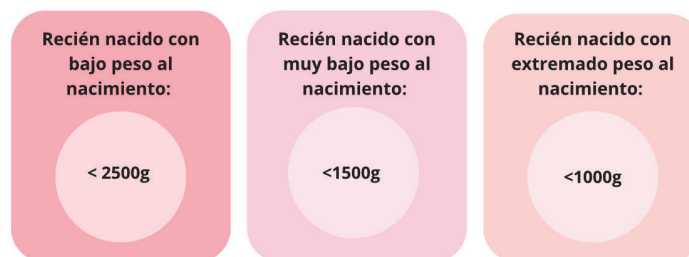 Recién nacido con
bajo peso al
nacimiento:
< 2500g
Recién nacido con
muy bajo peso al
nacimiento:
<1500g
Recién nacido con
extremado peso al
nacimiento:
<1000g